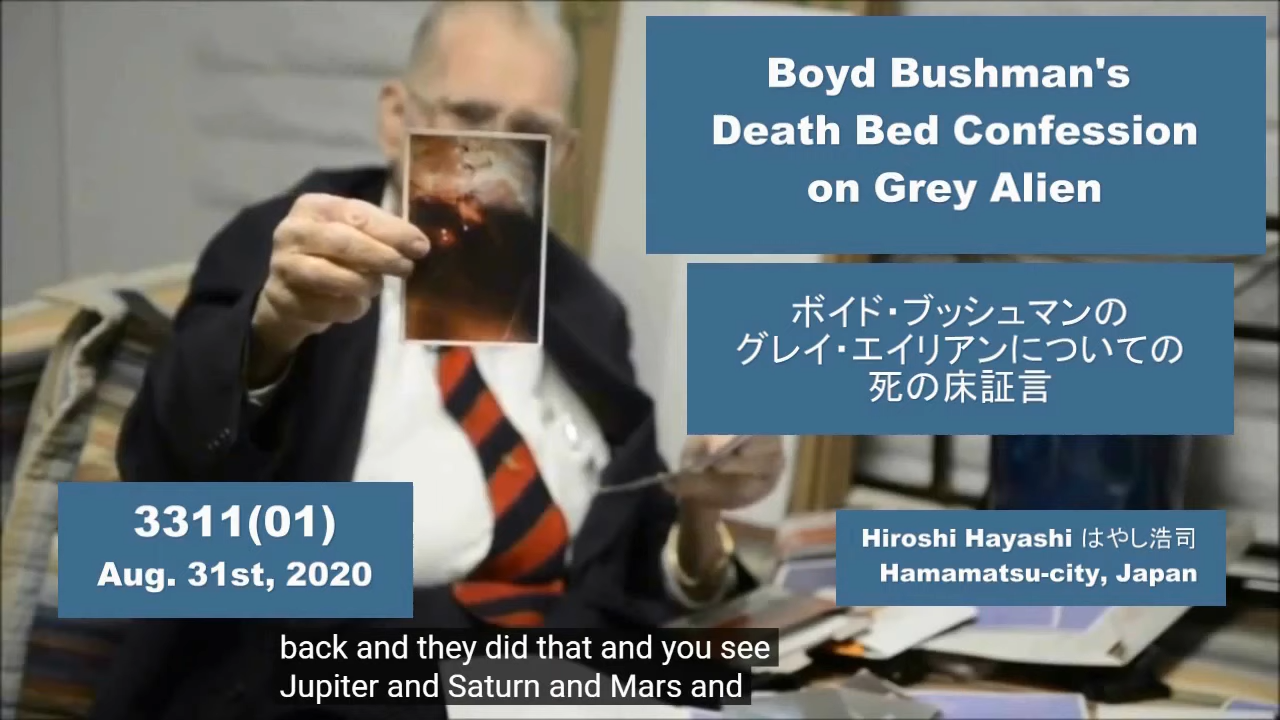 Boyd Bushman's
Death Bed Confession
on Grey Alien
ボイド・ブッシュマンの
グレイ・エイリアンについての
死の床証言
3311(01)
Aug. 31st, 2020
Hiroshi Hayashi はやし浩司
Hamamatsu-city, Japan
back and they did that and you see
Jupiter and Saturn and Mars and